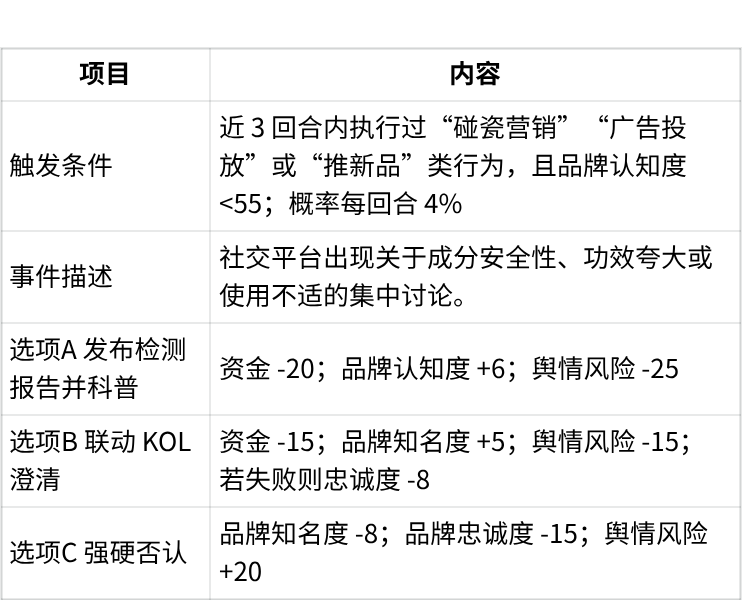 项目
内容
触发条件
近 3 回合内执行过“碰瓷营销”“广告投
放”或“推新品”类行为，且品牌认知度
<55；概率每回合 4%
事件描述
社交平台出现关于成分安全性、功效夸大或
使用不适的集中讨论。
选项A 发布检测
报告并科普
资金 -20；品牌认知度 +6；舆情风险 -25
选项B 联动 KOL
澄清
资金 -15；品牌知名度 +5；舆情风险 -15；
若失败则忠诚度 -8
选项C 强硬否认
品牌知名度 -8；品牌忠诚度 -15；舆情风险
+20